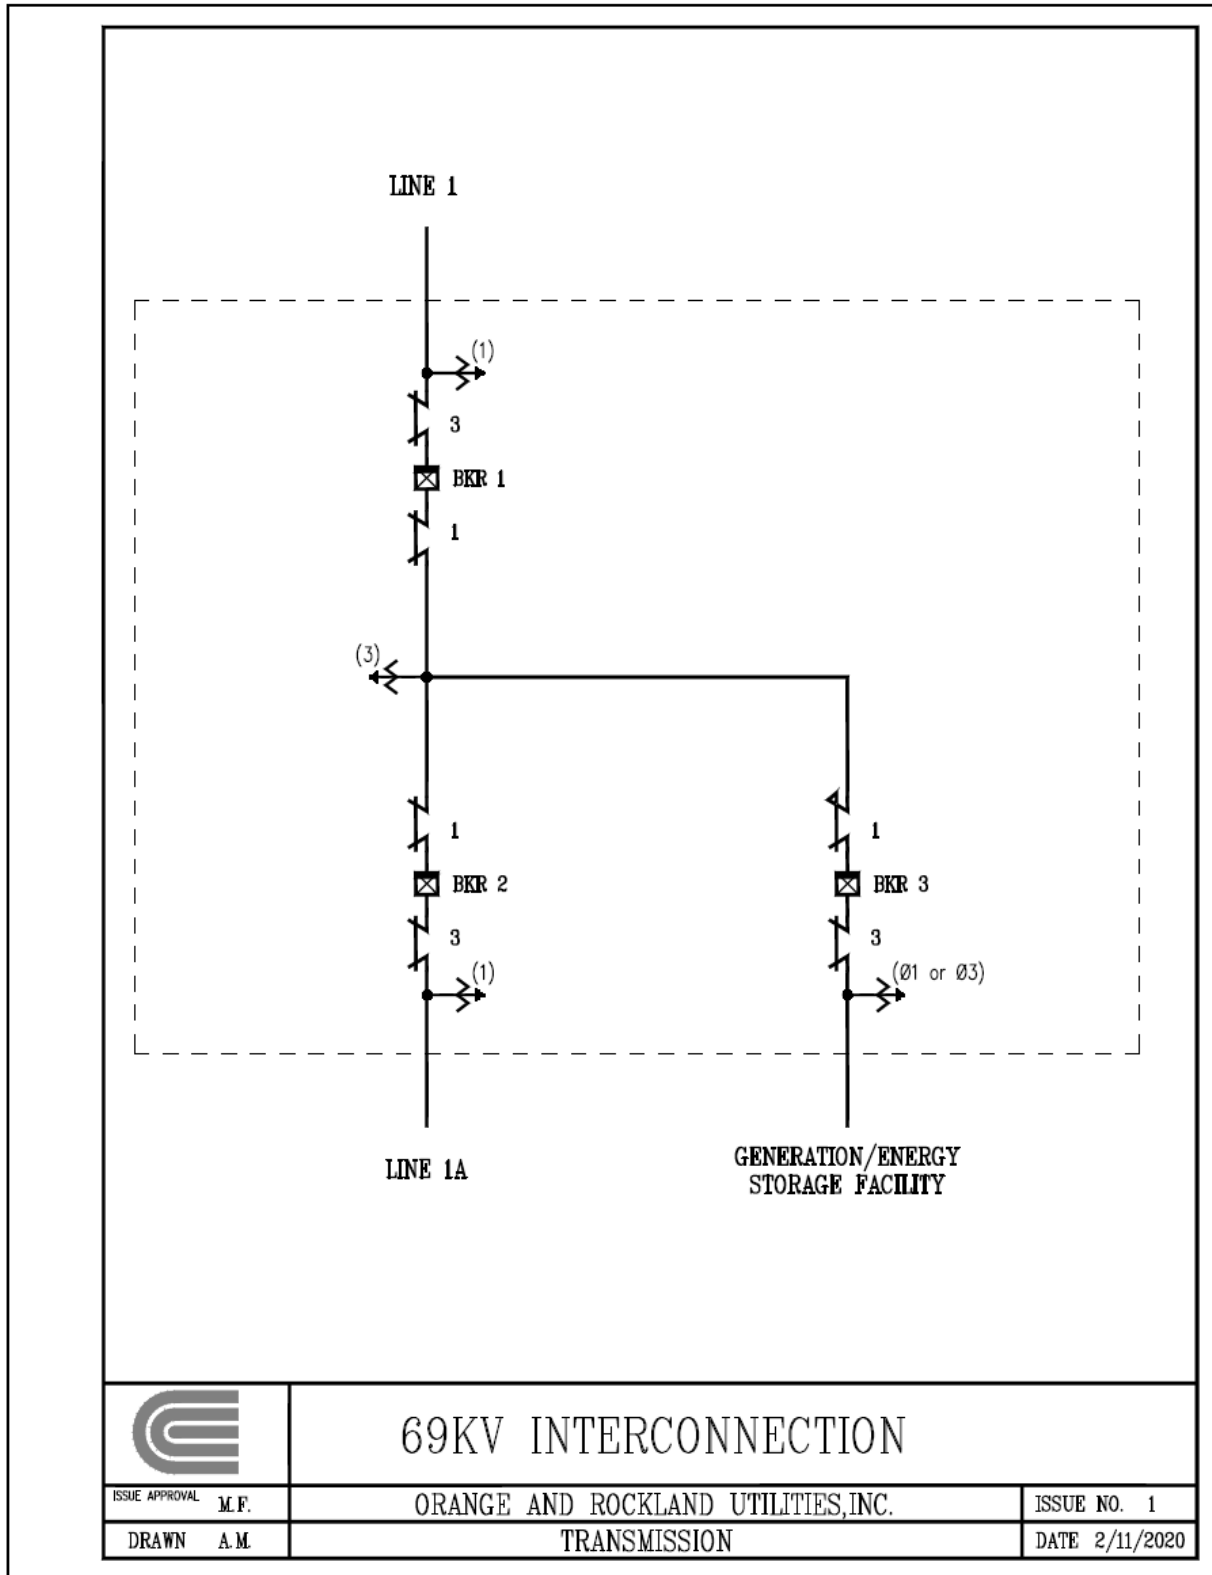 LINE 1
(1)
3
BKR 1
1
(3)
1
1
BKR 2
BKR 3
3
3
(1)
(Ø1 or Ø3)
LINE 1A
GENERATION/ENERGY
STORAGE FACILITY
69KV INTERCONNECTION
ISSUE APPROVAL M.F.
ORANGE AND ROCKLAND UTILITIES,INC.
ISSUE NO. 1
DRAWN A.M.
TRANSMISSION
DATE 2/11/2020